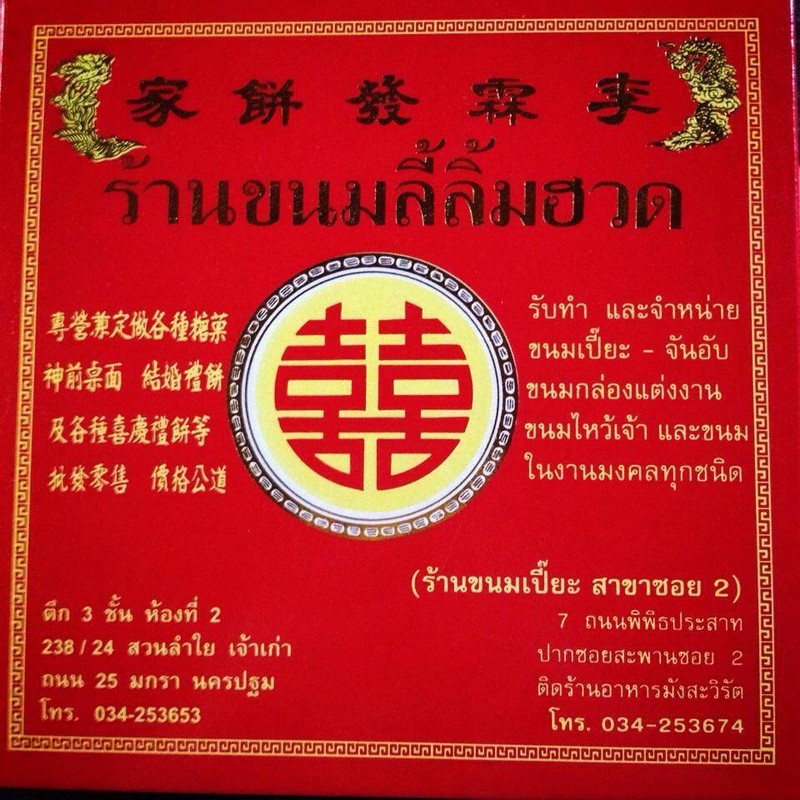 李霖發餅家
ร้านขนมลี้ลิ้มฮวด
專營兼定做各種糖菓
神前桌面 結婚禮餅
及各種喜慶禮餅等
批發零售 價格公道
囍
รับทำ และจำหน่าย
ขนมเปี๊ยะ - จันอับ
ขนมกล่องแต่งงาน
ขนมไหว้เจ้า และขนม
ในงานมงคลทุกชนิด
ตึก 3 ชั้น ห้องที่ 2
238/24 สวนลำใย เจ้าเก่า
ถนน 25 มกรา นครปฐม
โทร. 034-253653
(ร้านขนมเปี๊ยะ สาขาซอย 2)
7 ถนนพิพิธประสาท
ปากซอยสะพานซอย 2
ติดร้านอาหารมังสะวิรัต
โทร. 034-253674